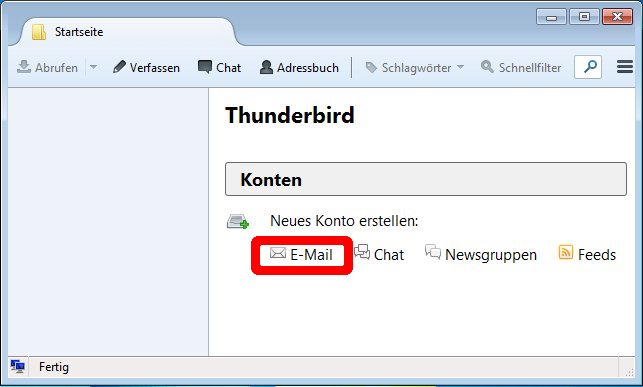 Startseite
Abrufen Verfassen Chat Adressbuch Schlagwörter Schnellfilter
Thunderbird
Konten
Neues Konto erstellen:
E-Mail Chat Newsgruppen Feeds
Fertig